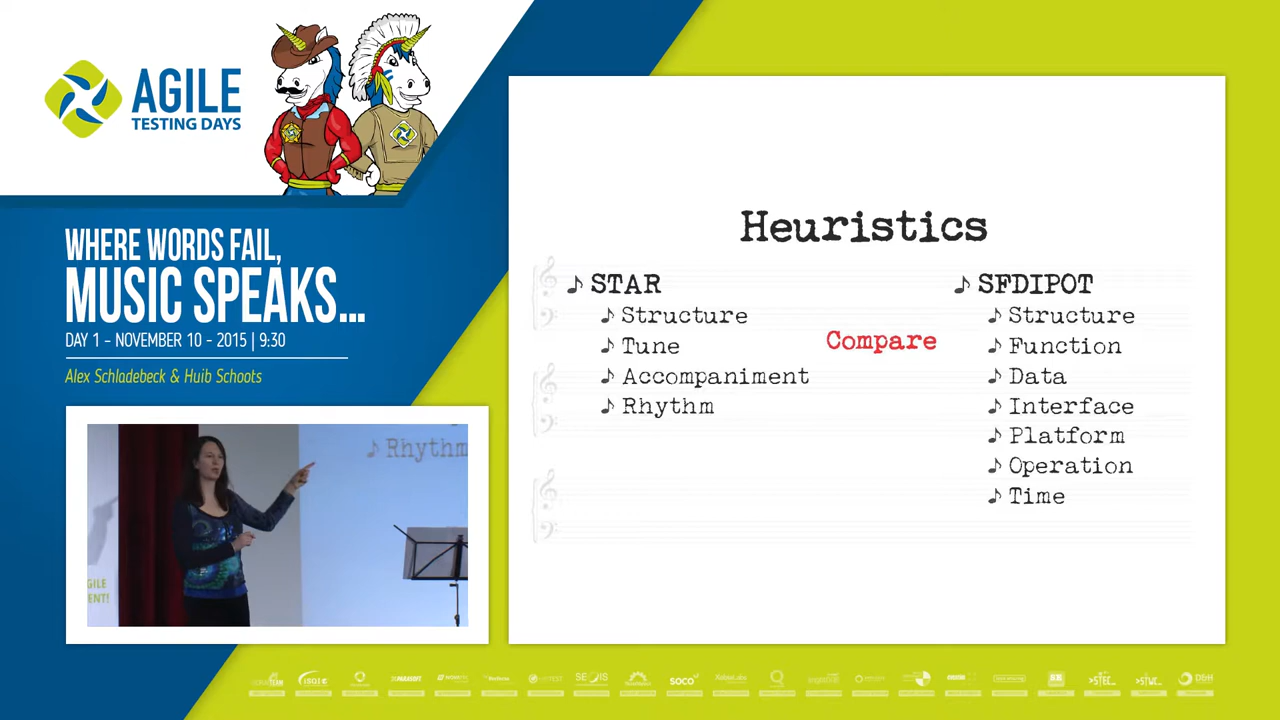 AGILE
TESTING DAYS
WHERE WORDS FAIL,
MUSIC SPEAKS...
DAY 1 - NOVEMBER 10 - 2015 | 9:30
Alex Schladebeck & Huib Schoots
Rhythm
Heuristics
STAR
Structure
Tune
Accompaniment
Rhythm
Compare
SFDIPOT
Structure
Function
Data
Interface
Platform
Operation
Time
SOCO